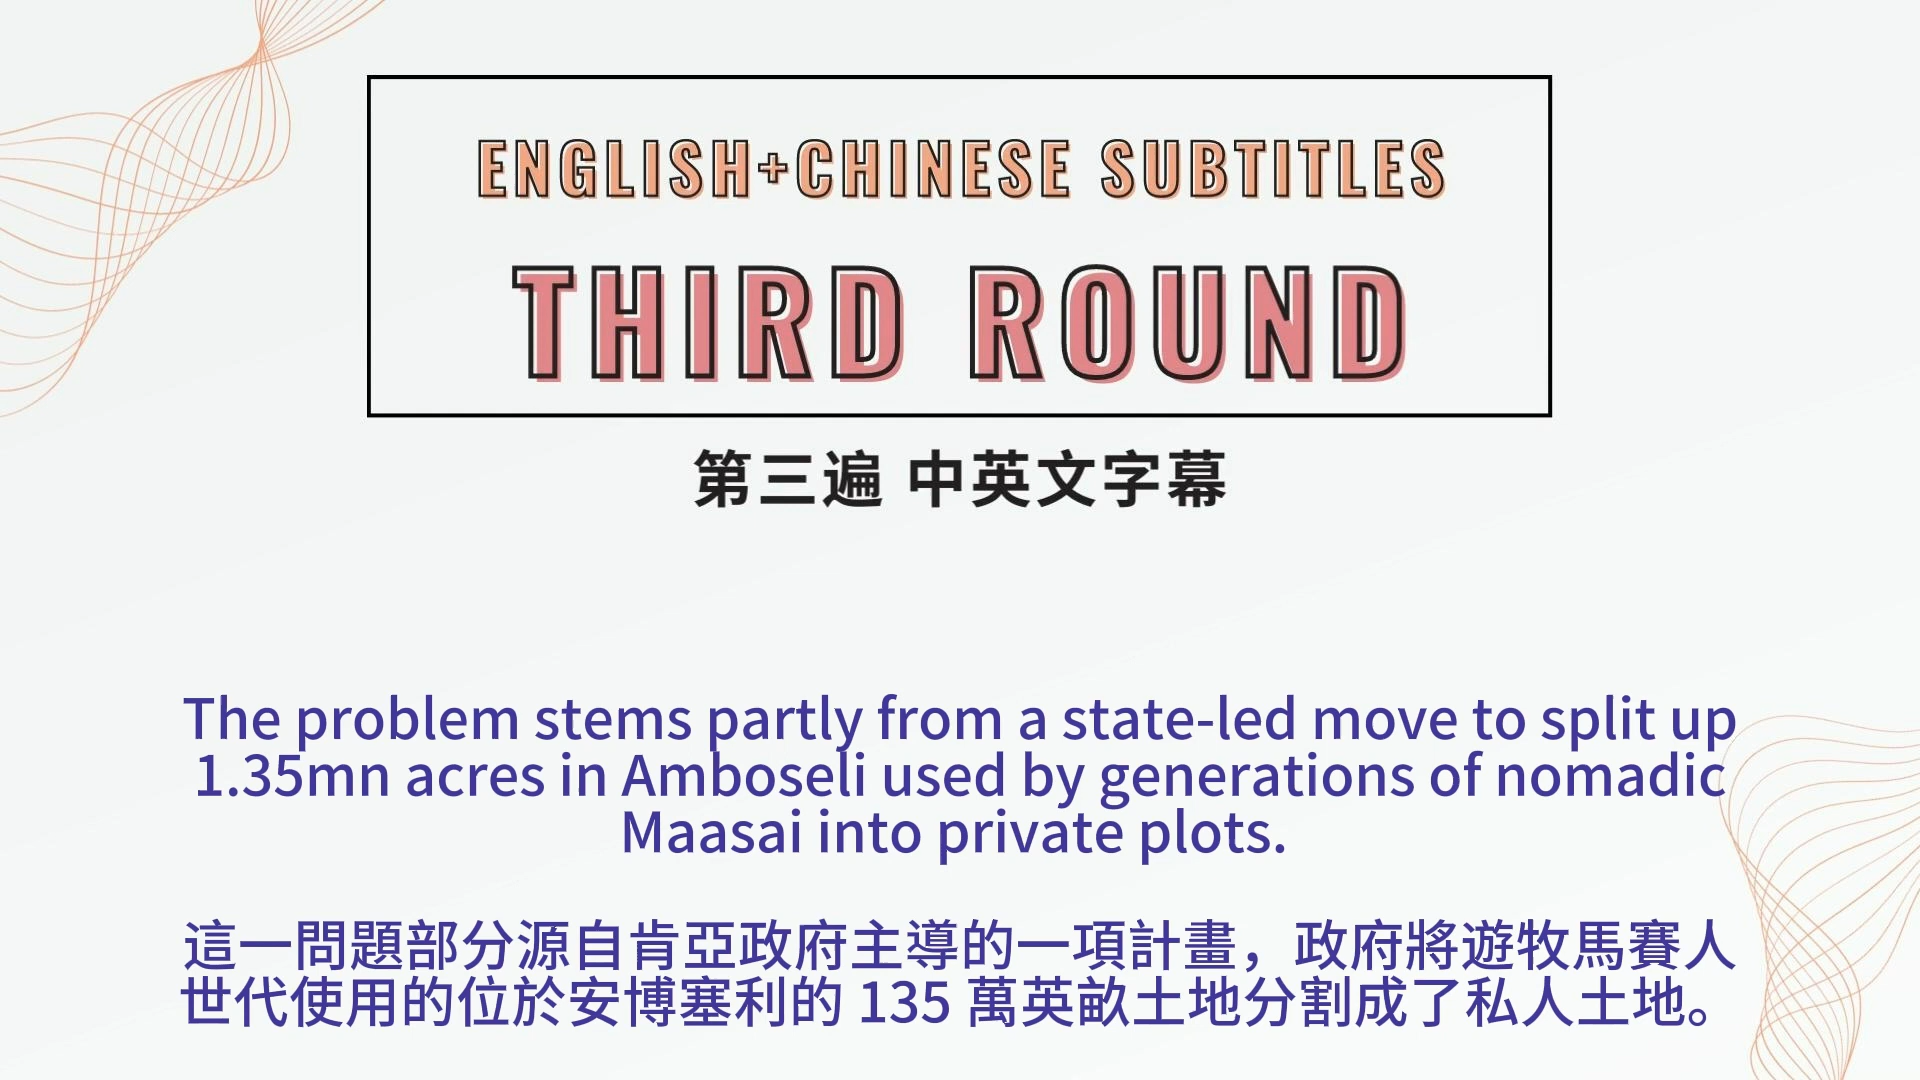 ENGLISH+CHINESE SUBTITLES
THIRD ROUND
第三遍 中英文字幕
The problem stems partly from a state-led move to split up
1.35mn acres in Amboseli used by generations of nomadic
Maasai into private plots.
這一問題部分源自肯亞政府主導的一項計畫，政府將遊牧馬賽人
世代使用的位於安博塞利的 135 萬英畝土地分割成了私人土地。